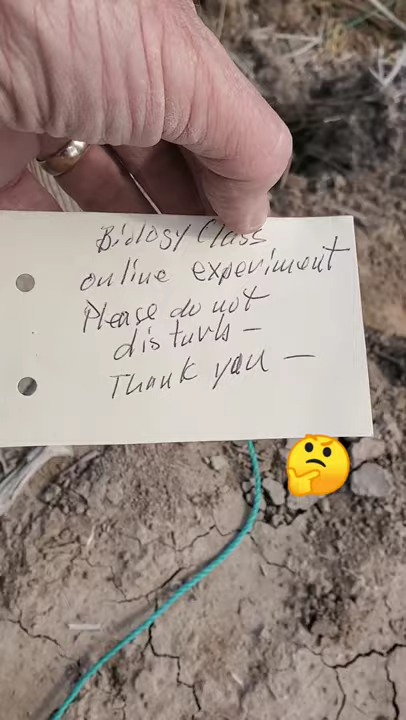 Biology Class
online experiment
Please do not
disturb -
Thank you -